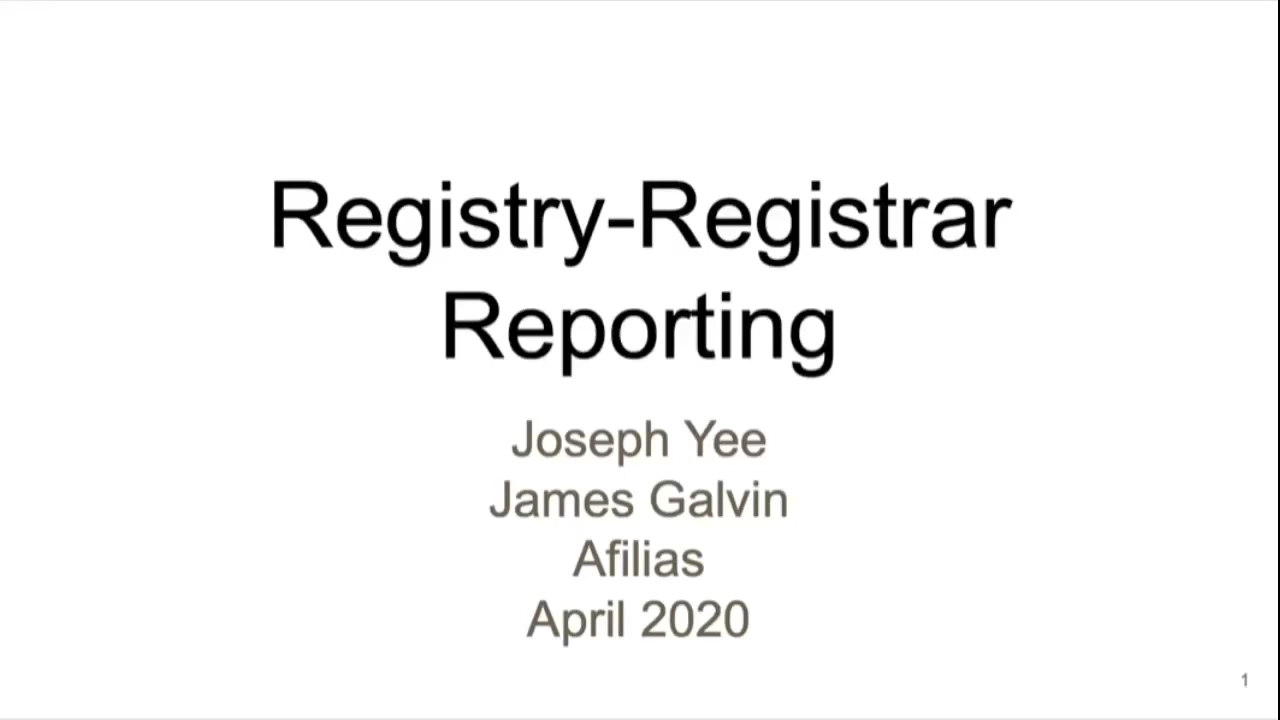 Registry-Registrar
Reporting
Joseph Yee
James Galvin
Afilias
April 2020
1